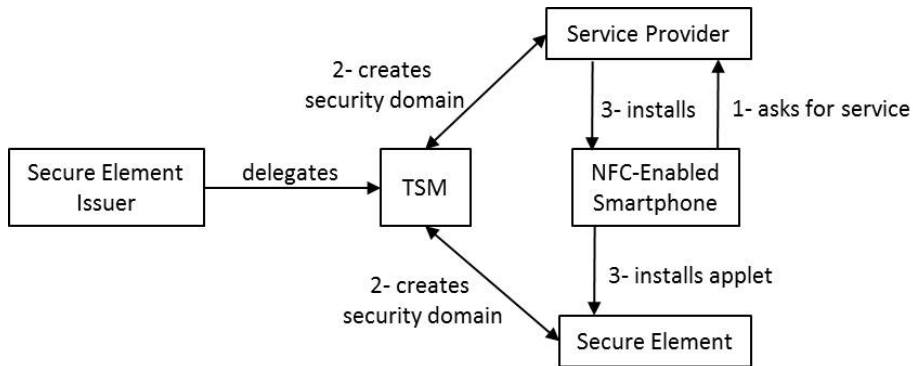 Service Provider
2- creates
security domain
3- installs
1- asks for service
Secure Element
Issuer
delegates
TSM
NFC-Enabled
Smartphone
2- creates
security domain
3- installs applet
Secure Element